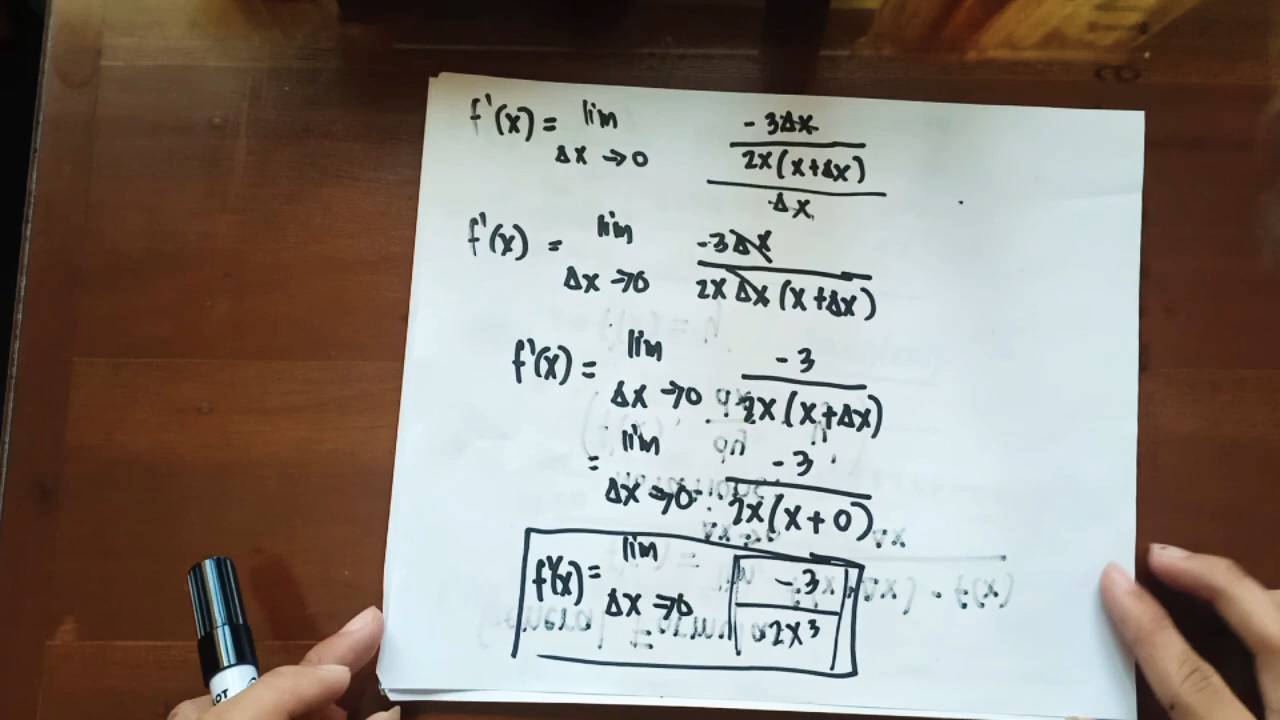 f'(x) = lim Δx→0 -3Δx / 2x(x+Δx) / Δx
f'(x) = lim Δx→0 -3Δx / 2xΔx(x+Δx)
f'(x) = lim Δx→0 -3 / 2x(x+Δx)
= lim Δx→0 -3 / 2x(x+0)
f'(x) = lim Δx→0 -3 / 2x³